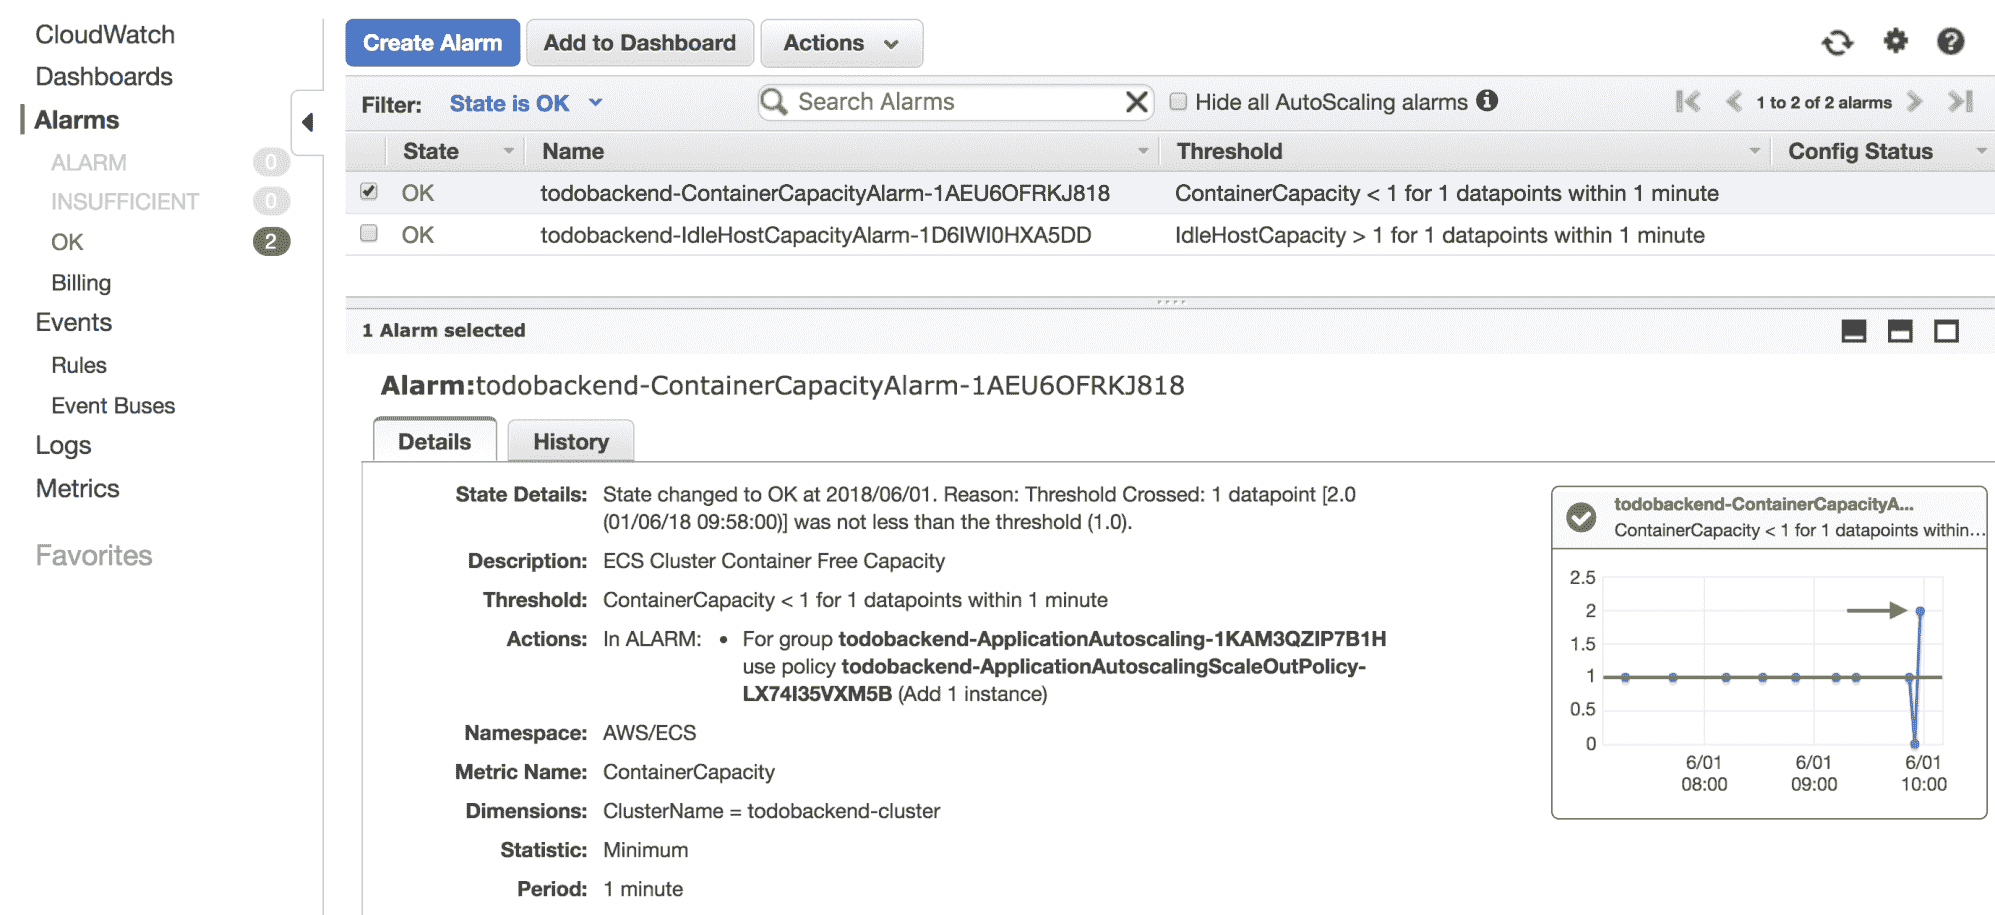 CloudWatch
Dashboards
Alarms
ALARM 0
INSUFFICIENT 0
OK 2
Billing
Events
Rules
Event Buses
Logs
Metrics
Favorites
Create Alarm Add to Dashboard Actions
Filter: State is OK Search Alarms Hide all AutoScaling alarms 1 to 2 of 2 alarms
State Name Threshold Config Status
OK todobackend-ContainerCapacityAlarm-1AEU6OFRKJ818 ContainerCapacity < 1 for 1 datapoints within 1 minute
OK todobackend-IdleHostCapacityAlarm-1D6IWI0HXA5DD IdleHostCapacity > 1 for 1 datapoints within 1 minute
1 Alarm selected
Alarm:todobackend-ContainerCapacityAlarm-1AEU6OFRKJ818
Details History
State Details: State changed to OK at 2018/06/01. Reason: Threshold Crossed: 1 datapoint [2.0
(01/06/18 09:58:00)] was not less than the threshold (1.0).
Description: ECS Cluster Container Free Capacity
Threshold: ContainerCapacity < 1 for 1 datapoints within 1 minute
Actions: In ALARM: • For group todobackend-ApplicationAutoscaling-1KAM3QZIP7B1H
use policy todobackend-ApplicationAutoscalingScaleOutPolicy-
LX74I35VXM5B (Add 1 instance)
Namespace: AWS/ECS
Metric Name: ContainerCapacity
Dimensions: ClusterName = todobackend-cluster
Statistic: Minimum
Period: 1 minute
todobackend-ContainerCapacityA...
ContainerCapacity < 1 for 1 datapoints within...
2.5
2
1.5
1
0.5
0
6/01 6/01 6/01
08:00 09:00 10:00